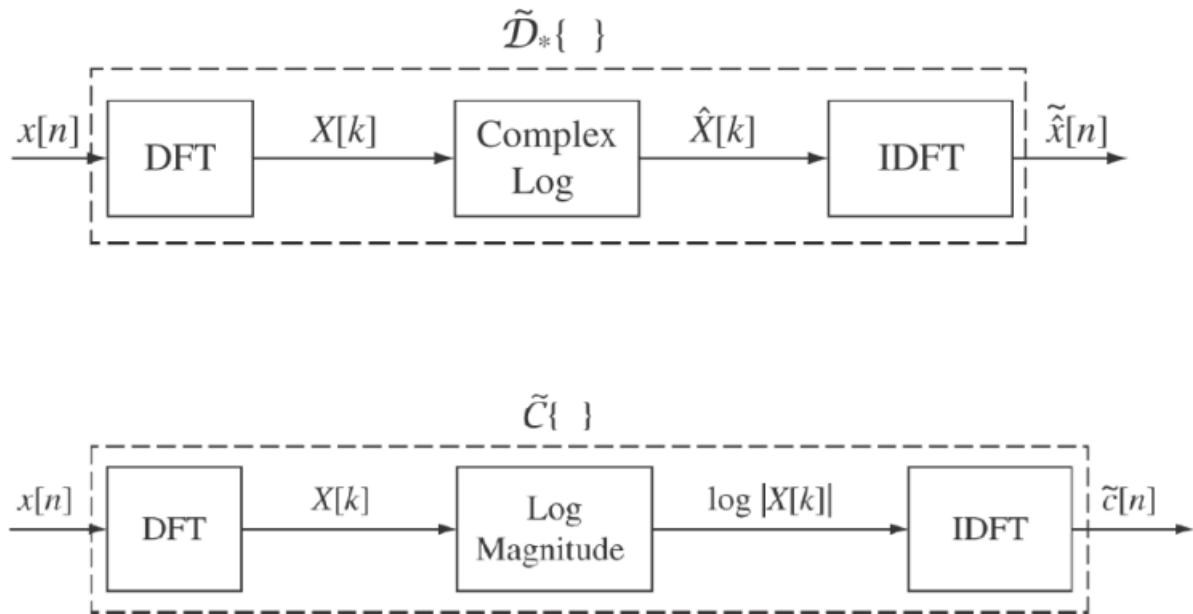 𝒟̃*{ }
x[n] DFT X[k] Complex Log X̂[k] IDFT x̂̃[n]
C̃{ }
x[n] DFT X[k] Log Magnitude log |X[k]| IDFT c̃[n]